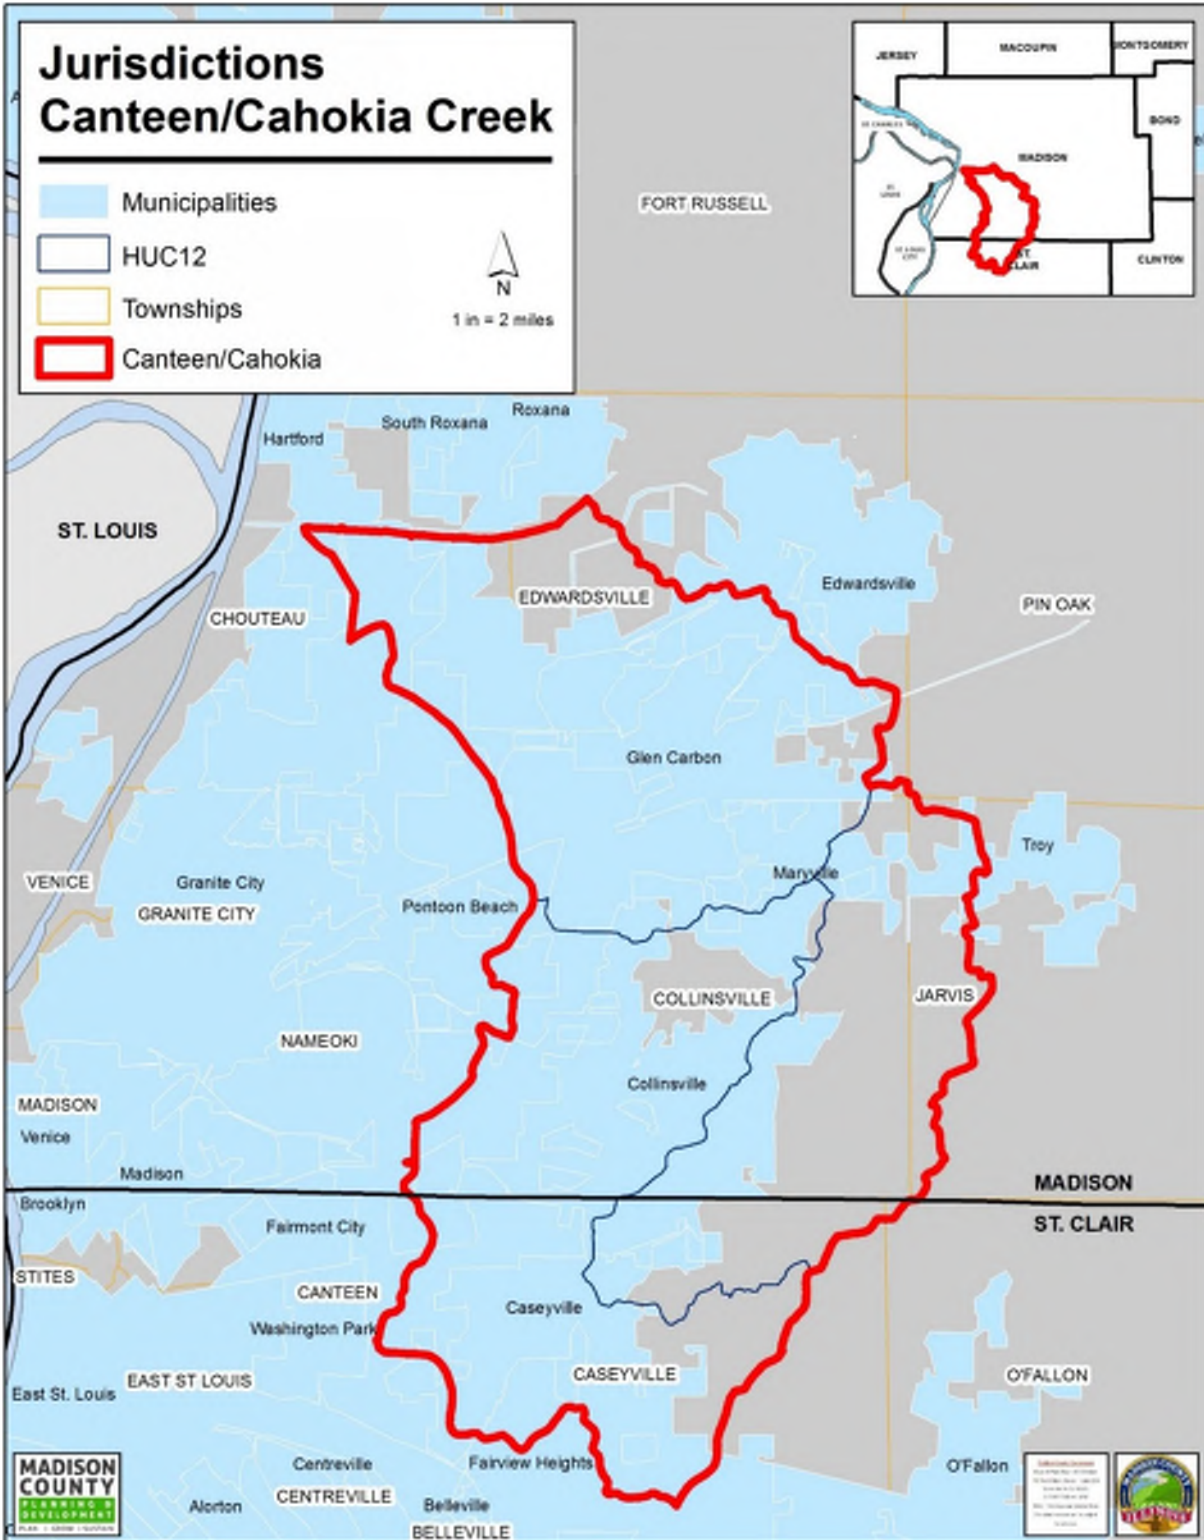 Jurisdictions
Canteen/Cahokia Creek
Municipalities
HUC12
Townships
Canteen/Cahokia
N
1 in = 2 miles
JERSEY
MACOUPIN
MONTGOMERY
BOND
MADISON
ST.
CLAIR
CLINTON
FORT RUSSELL
Roxana
South Roxana
Hartford
ST. LOUIS
Edwardsville
EDWARDSVILLE
PIN OAK
CHOUTEAU
Glen Carbon
Troy
Maryville
VENICE
Granite City
Pontoon Beach
GRANITE CITY
COLLINSVILLE
JARVIS
NAMEOKI
Collinsville
MADISON
Venice
Madison
MADISON
Brooklyn
ST. CLAIR
Fairmont City
STITES
CANTEEN
Caseyville
Washington Park
CASEYVILLE
O'FALLON
EAST ST LOUIS
East St. Louis
Centreville
Fairview Heights
O'Fallon
CENTREVILLE
Alorton
Belleville
BELLEVILLE
MADISON
COUNTY
PLANNING &
DEVELOPMENT
ILLINOIS